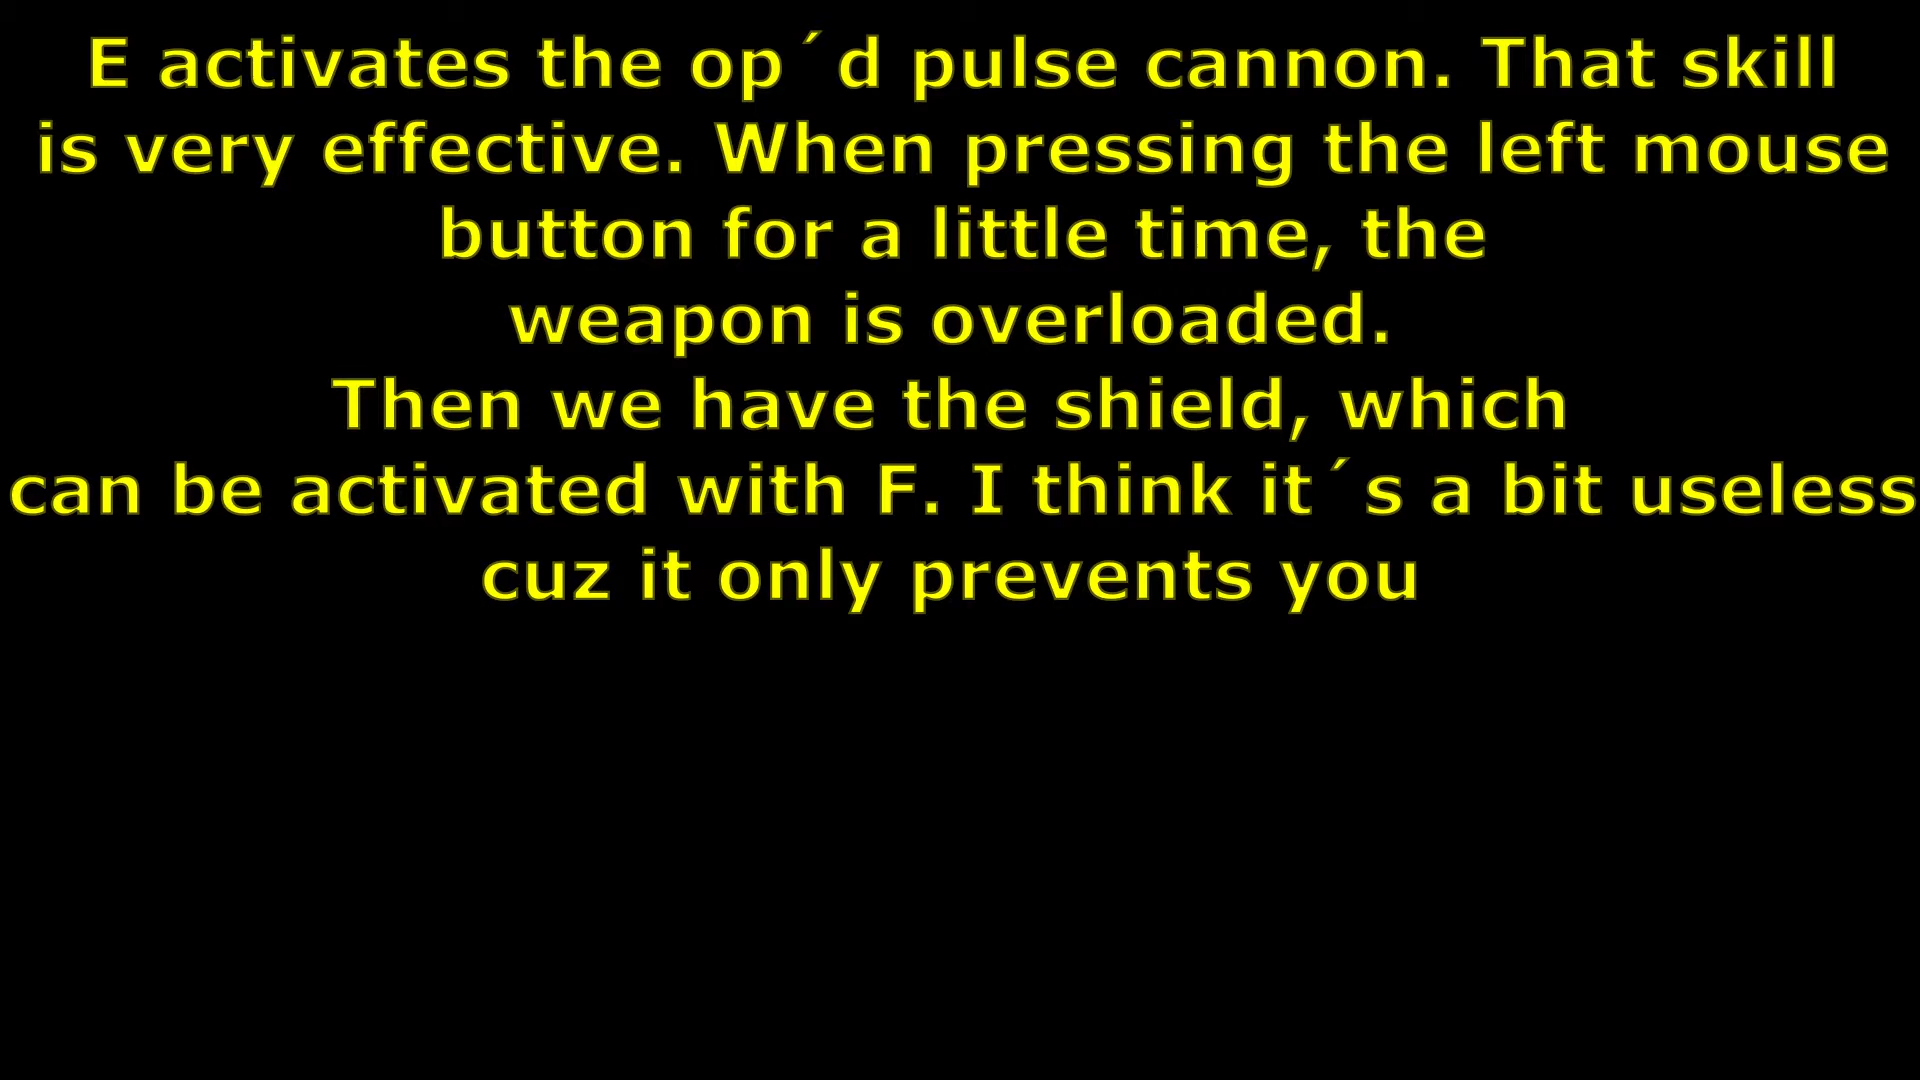 E activates the op´d pulse cannon. That skill
is very effective. When pressing the left mouse
button for a little time, the
weapon is overloaded.
Then we have the shield, which
can be activated with F. I think it´s a bit useless
cuz it only prevents you